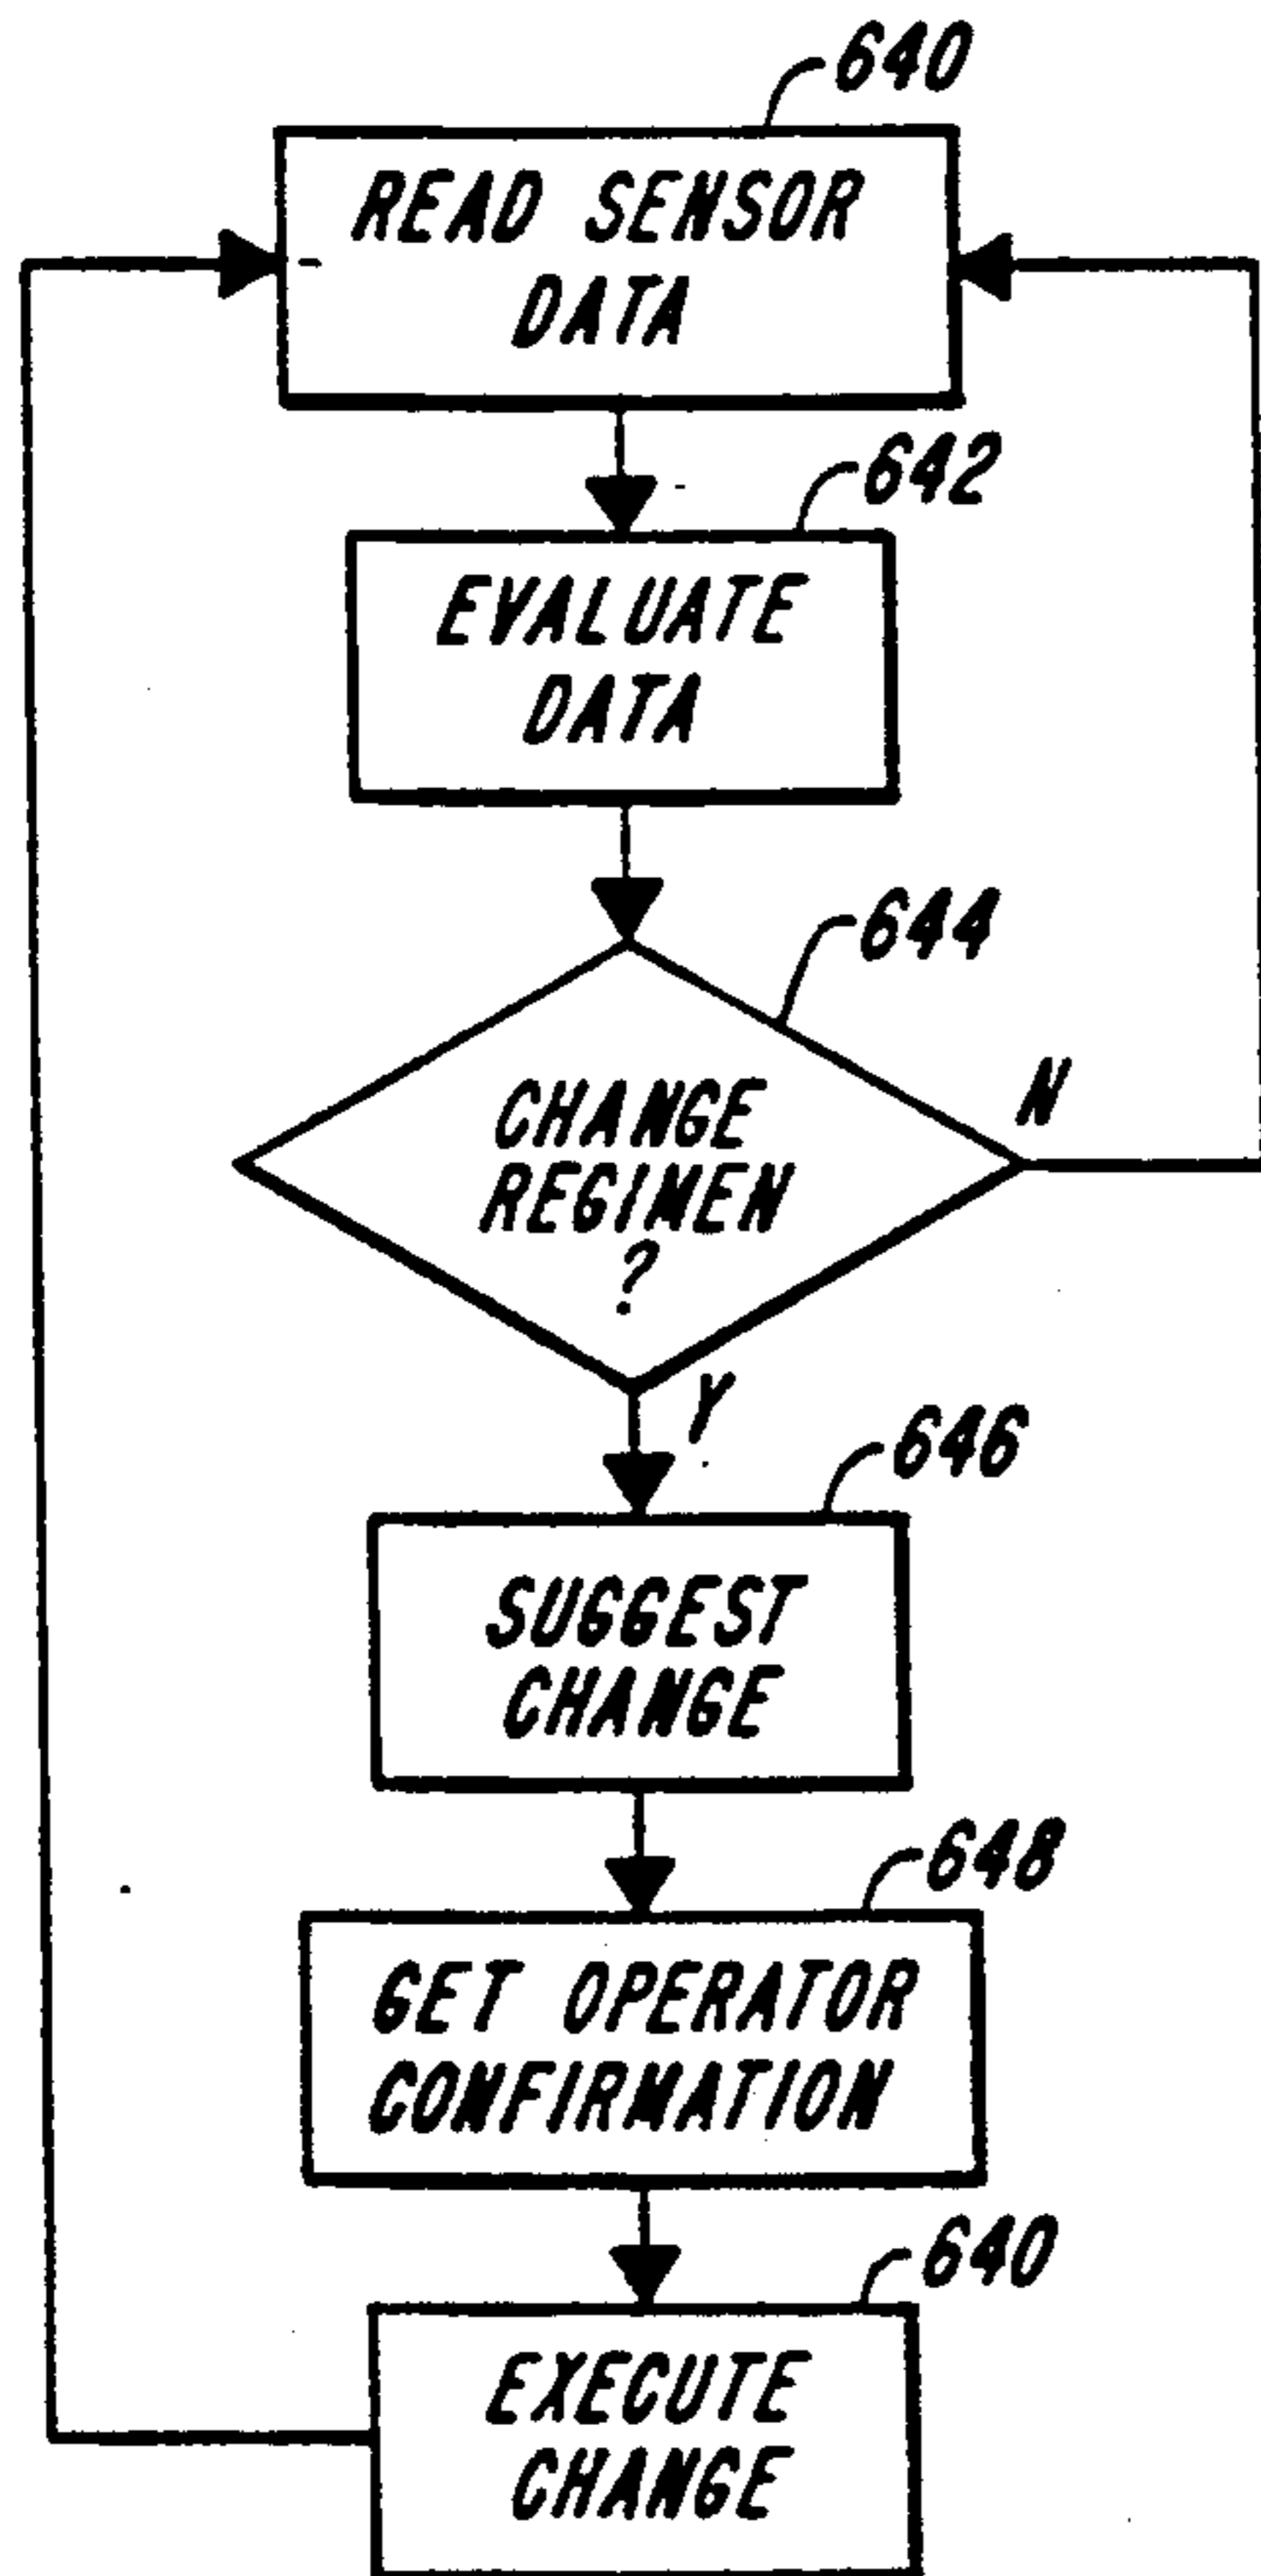 640
READ SENSOR
DATA
642
EVALUATE
DATA
644
CHANGE
REGIMEN
?
N
Y
646
SUGGEST
CHANGE
648
GET OPERATOR
CONFIRMATION
640
EXECUTE
CHANGE